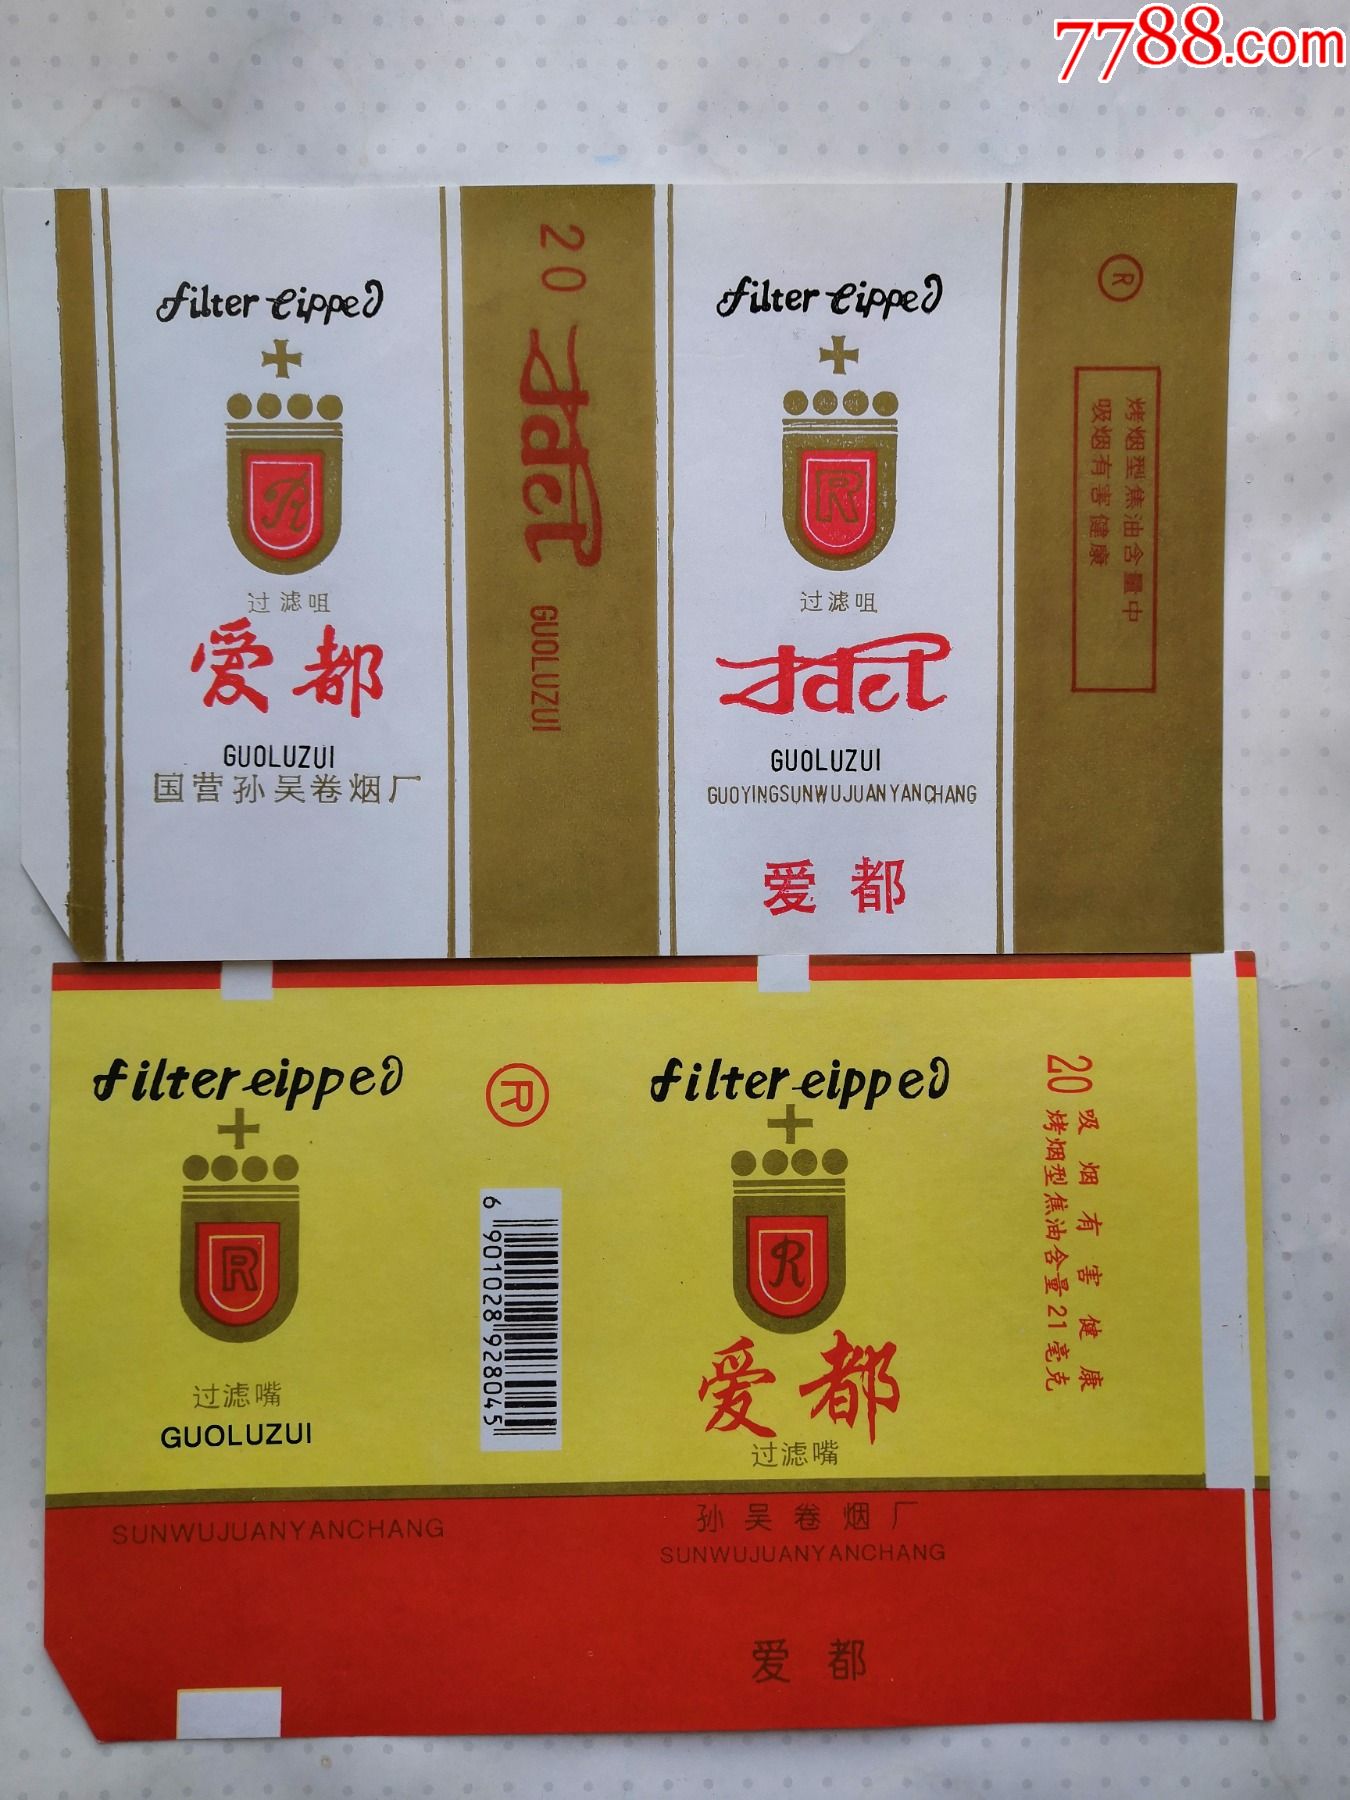 7788.com
filter eipped
R
过滤咀
爱都
GUOLUZUI
国营孙吴卷烟厂
20
GUOLUZUI
filter eipped
R
过滤咀
GUOLUZUI
GUOYINGSUNWUJUANYANCHANG
爱都
R
烤烟型焦油含量中
吸烟有害健康
filter eipped
R
过滤嘴
GUOLUZUI
SUNWUJUANYANCHANG
R
6 901028 928045
filter eipped
R
爱都
过滤嘴
孙吴卷烟厂
SUNWUJUANYANCHANG
爱都
20
吸烟有害健康
烤烟型焦油含量21毫克